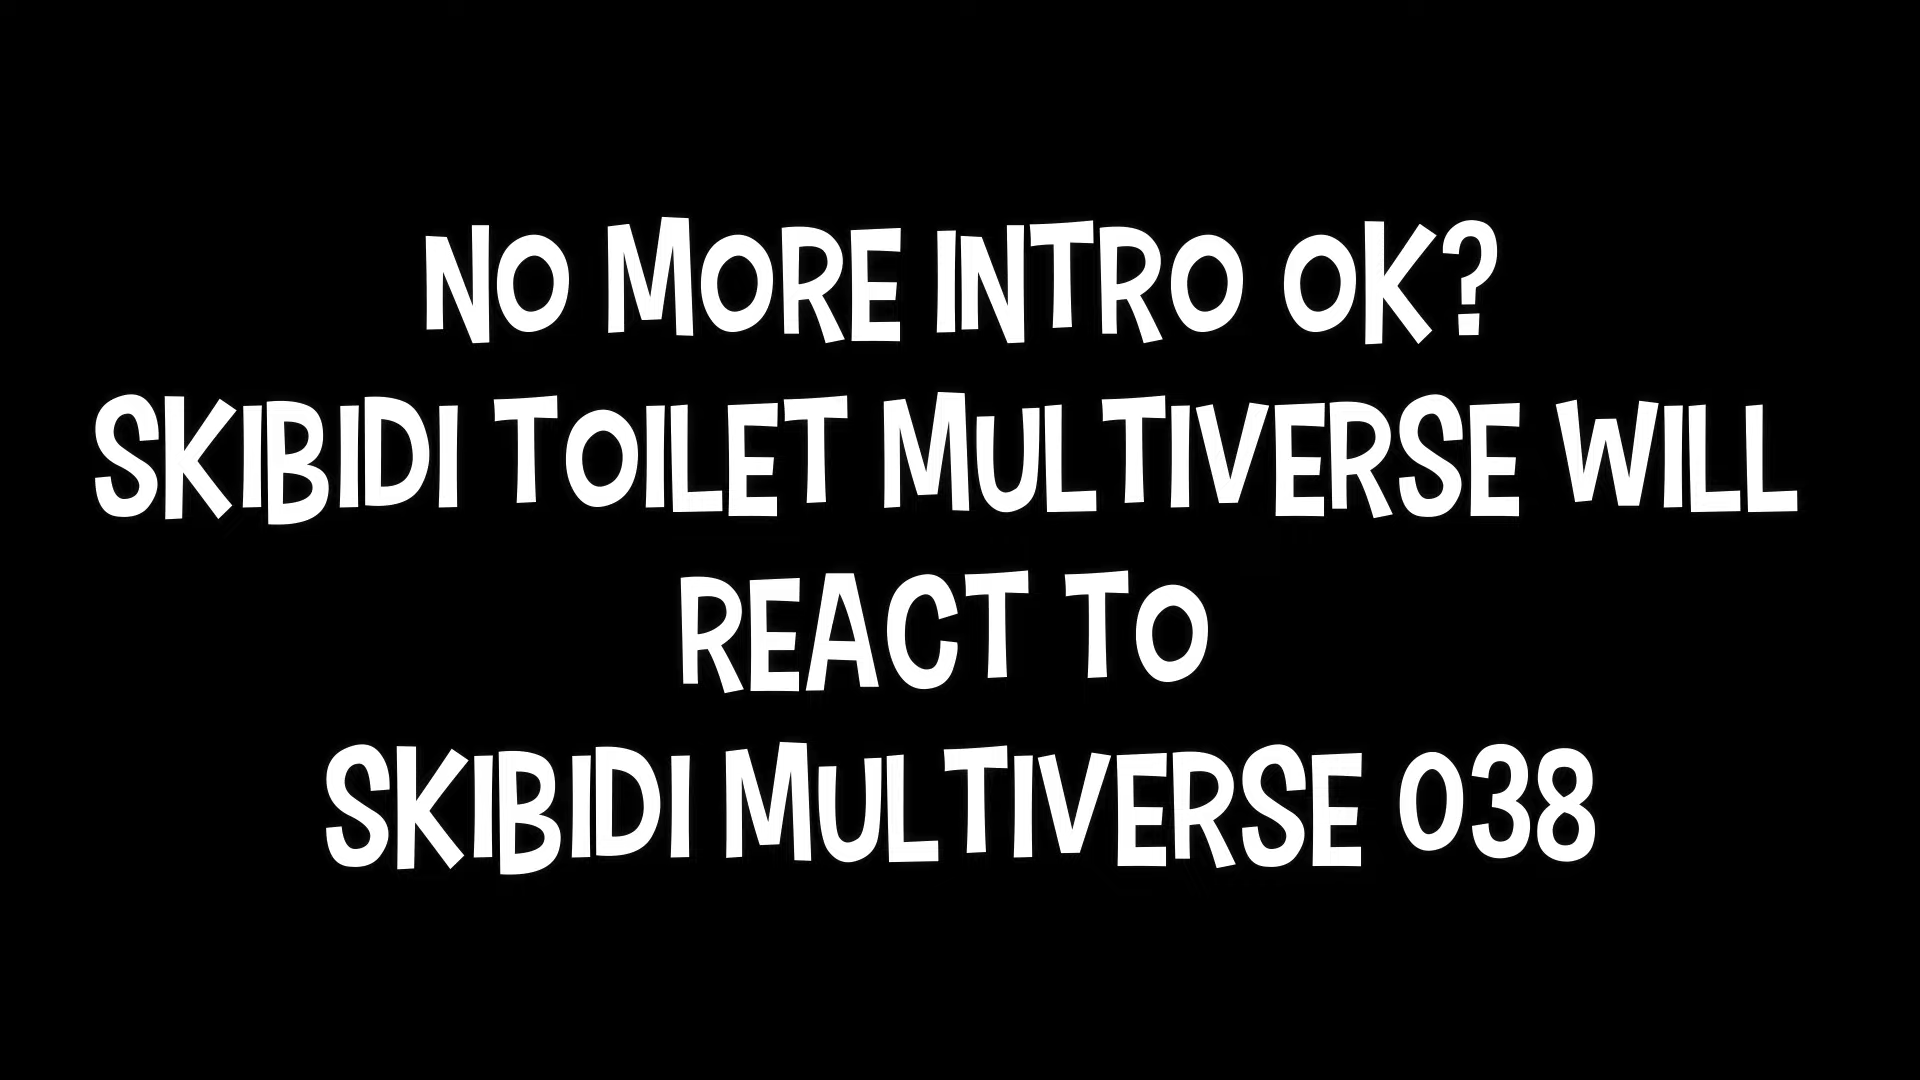 NO MORE INTRO OK?
SKIBIDI TOILET MULTIVERSE WILL
REACT TO
SKIBIDI MULTIVERSE 038